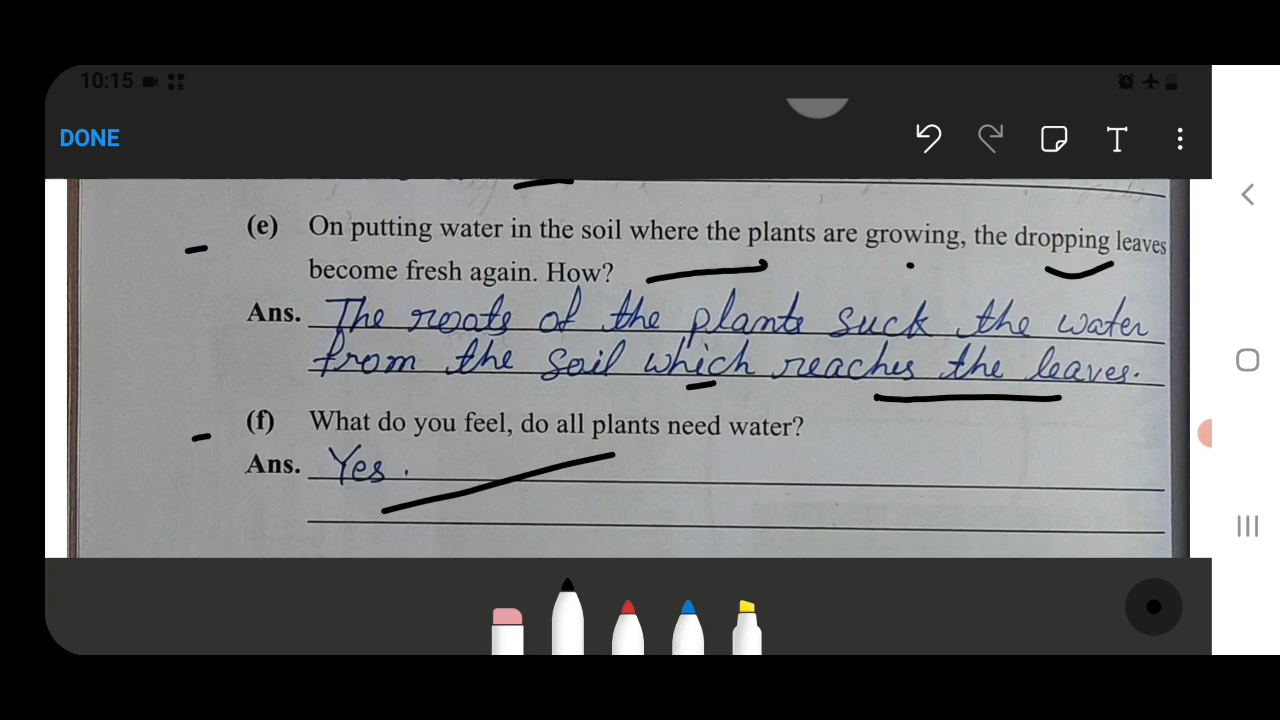 10:15
DONE
T
(e) On putting water in the soil where the plants are growing, the dropping leaves
become fresh again. How?
Ans. The roots of the plants suck the water
from the soil which reaches the leaves.
(f) What do you feel, do all plants need water?
Ans. Yes.